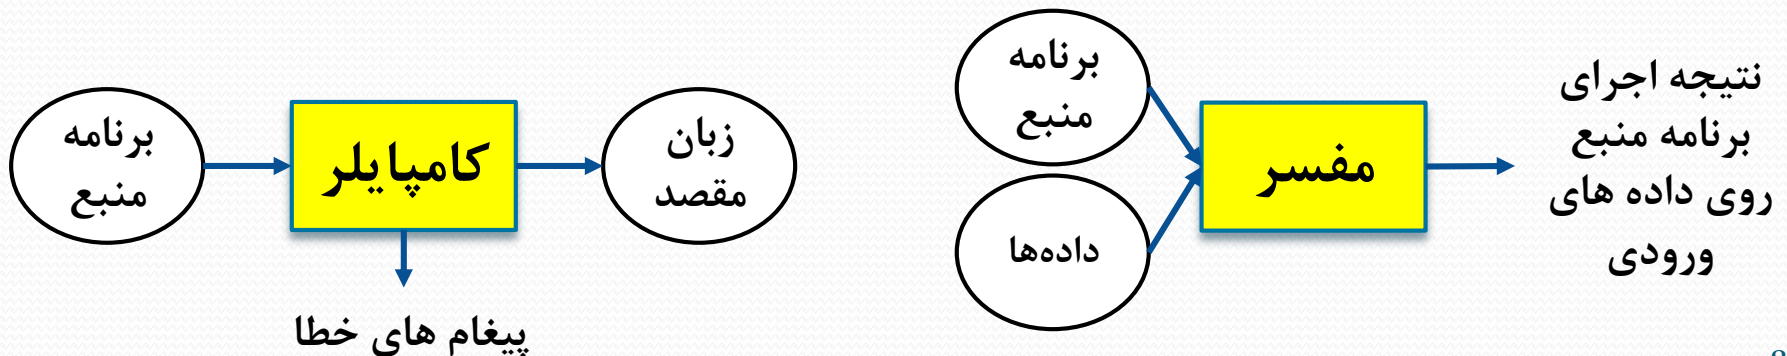 برنامه
منبع
کامپایلر
زبان
مقصد
پیغام های خطا
برنامه
منبع
داده‌ها
مفسر
نتیجه اجرای
برنامه منبع
روی داده های
ورودی